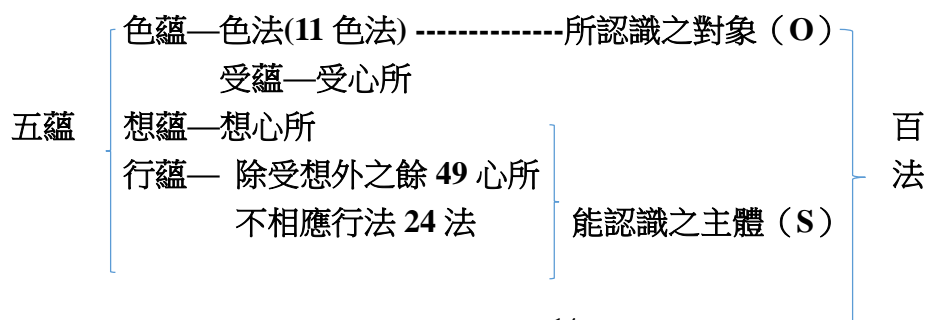 色蘊—色法(11 色法) --------------所認識之對象（O）
受蘊—受心所
五蘊 想蘊—想心所 百
行蘊— 除受想外之餘 49 心所 法
不相應行法 24 法 能認識之主體（S）